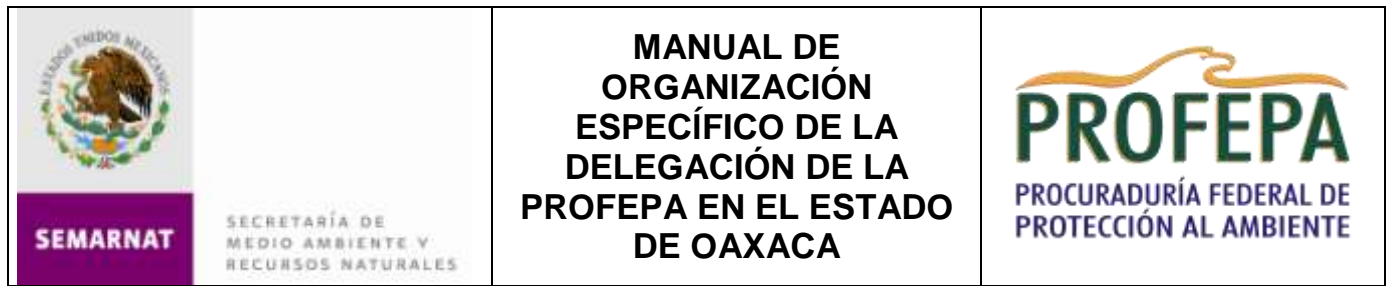 ESTADOS UNIDOS MEXICANOS
SEMARNAT
SECRETARÍA DE
MEDIO AMBIENTE Y
RECURSOS NATURALES
MANUAL DE
ORGANIZACIÓN
ESPECÍFICO DE LA
DELEGACIÓN DE LA
PROFEPA EN EL ESTADO
DE OAXACA
PROFEPA
PROCURADURÍA FEDERAL DE
PROTECCIÓN AL AMBIENTE